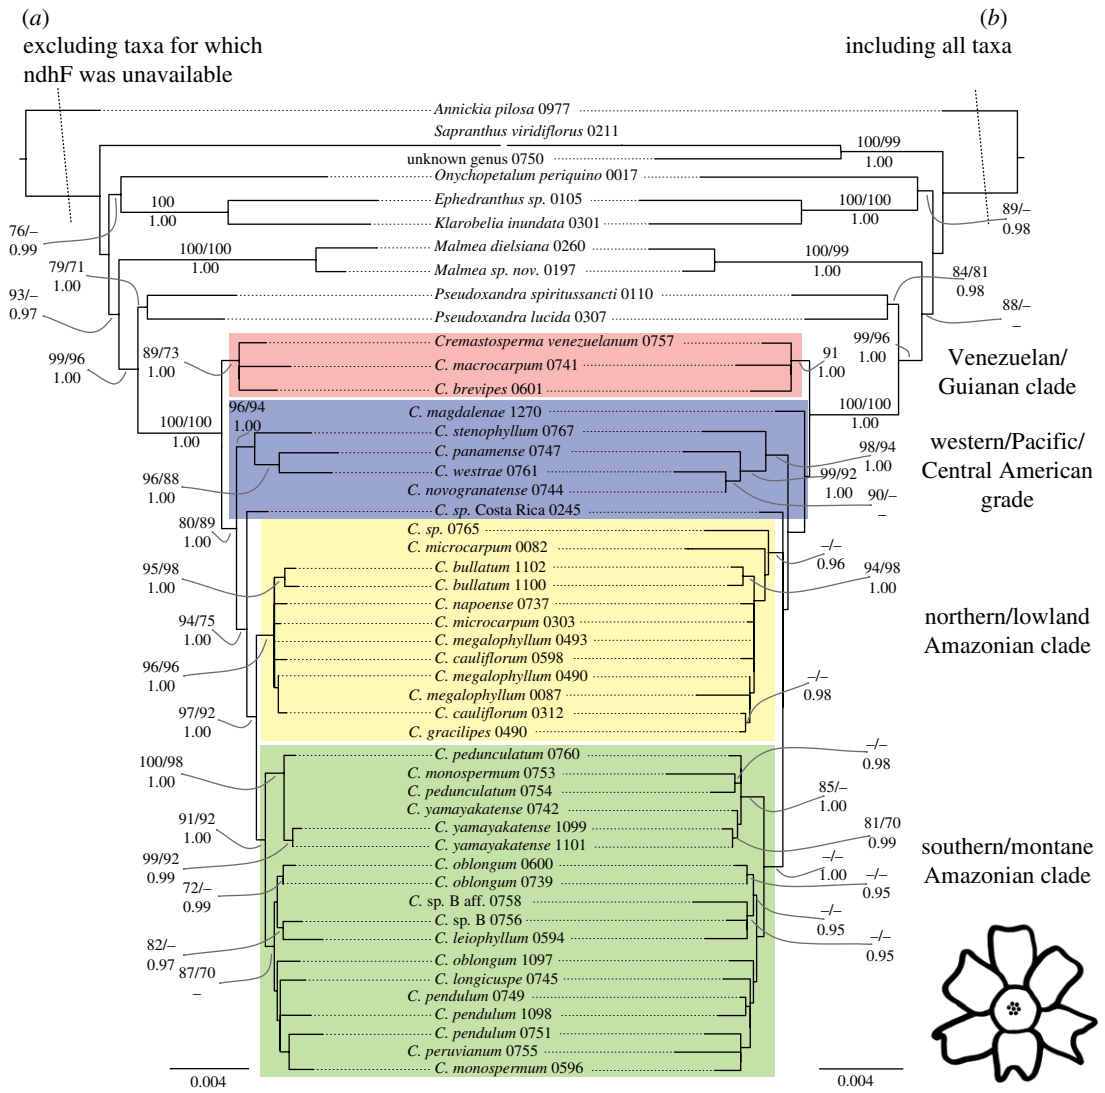 (a)
excluding taxa for which
ndhF was unavailable
(b)
including all taxa
Annickia pilosa 0977
Sapranthus viridiflorus 0211
unknown genus 0750
100/99
1.00
Onychopetalum periquino 0017
Ephedranthus sp. 0105
Klarobelia inundata 0301
100
1.00
100/100
1.00
76/–
0.99
89/–
0.98
Malmea dielsiana 0260
Malmea sp. nov. 0197
100/100
1.00
100/99
1.00
79/71
1.00
84/81
0.98
Pseudoxandra spiritussancti 0110
Pseudoxandra lucida 0307
93/–
0.97
88/–
–
99/96
1.00
89/73
1.00
Cremastosperma venezuelanum 0757
C. macrocarpum 0741
C. brevipes 0601
91
1.00
99/96
1.00
Venezuelan/
Guianan clade
100/100
1.00
96/94
1.00
C. magdalenae 1270
C. stenophyllum 0767
C. panamense 0747
C. westrae 0761
C. novogranatense 0744
C. sp. Costa Rica 0245
100/100
1.00
98/94
1.00
99/92
1.00
90/–
–
western/Pacific/
Central American
grade
96/88
1.00
80/89
1.00
C. sp. 0765
C. microcarpum 0082
C. bullatum 1102
C. bullatum 1100
C. napoense 0737
C. microcarpum 0303
C. megalophyllum 0493
C. cauliflorum 0598
C. megalophyllum 0490
C. megalophyllum 0087
C. cauliflorum 0312
C. gracilipes 0490
–/–
0.96
94/98
1.00
–/–
0.98
northern/lowland
Amazonian clade
95/98
1.00
94/75
1.00
96/96
1.00
97/92
1.00
C. pedunculatum 0760
C. monospermum 0753
C. pedunculatum 0754
C. yamayakatense 0742
C. yamayakatense 1099
C. yamayakatense 1101
C. oblongum 0600
C. oblongum 0739
C. sp. B aff. 0758
C. sp. B 0756
C. leiophyllum 0594
C. oblongum 1097
C. longicuspe 0745
C. pendulum 0749
C. pendulum 1098
C. pendulum 0751
C. peruvianum 0755
C. monospermum 0596
100/98
1.00
91/92
1.00
99/92
0.99
72/–
0.99
82/–
0.97
87/70
–
–/–
0.98
85/–
1.00
81/70
0.99
–/–
1.00
–/–
0.95
–/–
0.95
–/–
0.95
southern/montane
Amazonian clade
0.004
0.004